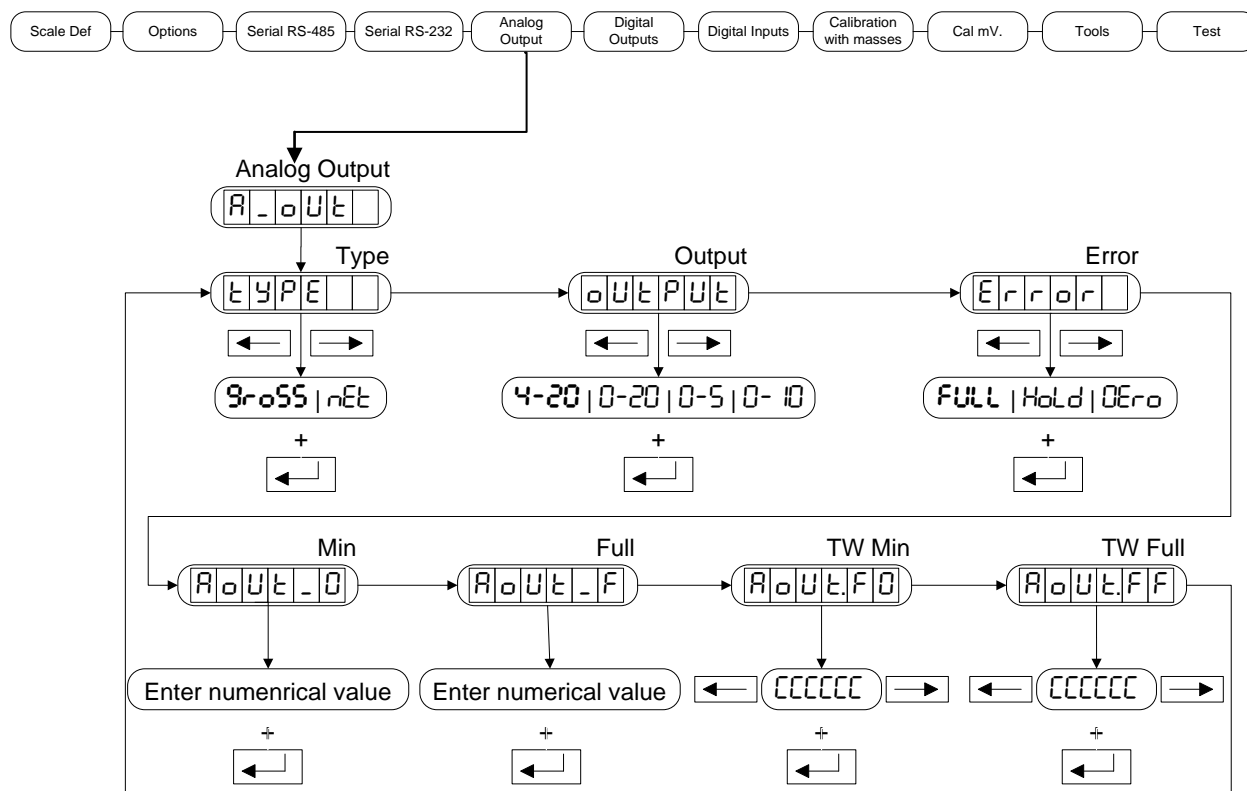 Scale Def
Options
Serial RS-485
Serial RS-232
Analog
Output
Digital
Outputs
Digital Inputs
Calibration
with masses
Cal mV.
Tools
Test
Analog Output
A_oUt
Type
Output
Error
tYPE
oUtPUt
Error
groSS | nEt
4-20 | 0-20 | 0-5 | 0-10
FULL | HoLd | 0Ero
+
+
+
Min
Full
TW Min
TW Full
AoUt_0
AoUt_F
AoUt.F0
AoUt.FF
Enter numenrical value
Enter numerical value
CCCCCC
CCCCCC
+
+
+
+